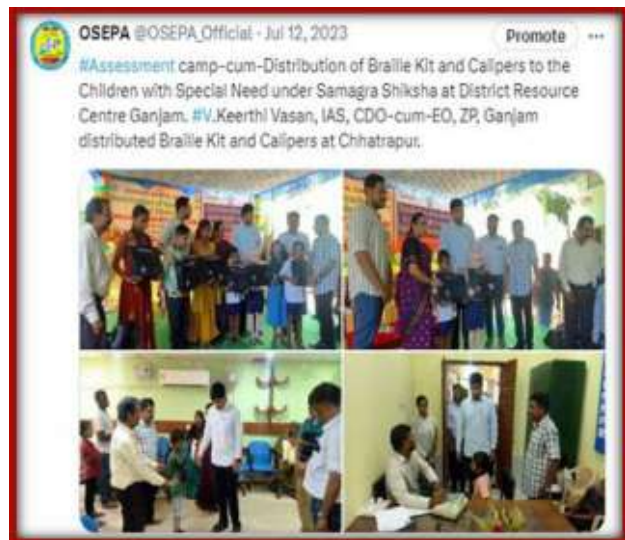 OSEPA @OSEPA_Official · Jul 12, 2023
Promote
#Assessment camp-cum-Distribution of Braille Kit and Calipers to the
Children with Special Need under Samagra Shiksha at District Resource
Centre Ganjam. #V.Keerthi Vasan, IAS, CDO-cum-EO, ZP, Ganjam
distributed Braille Kit and Calipers at Chhatrapur.